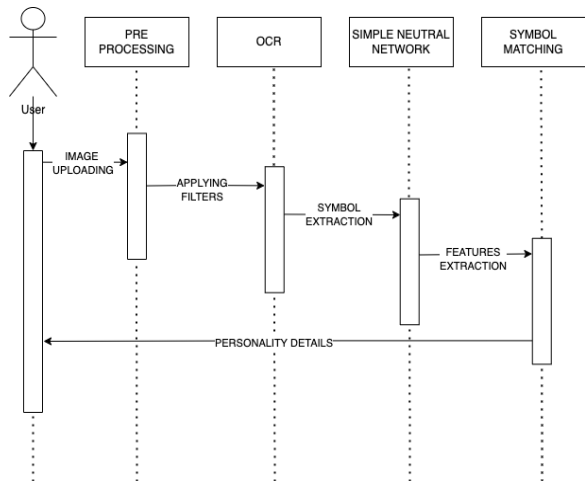 PRE
PROCESSING
OCR
SIMPLE NEUTRAL
NETWORK
SYMBOL
MATCHING
User
IMAGE
UPLOADING
APPLYING
FILTERS
SYMBOL
EXTRACTION
FEATURES
EXTRACTION
PERSONALITY DETAILS